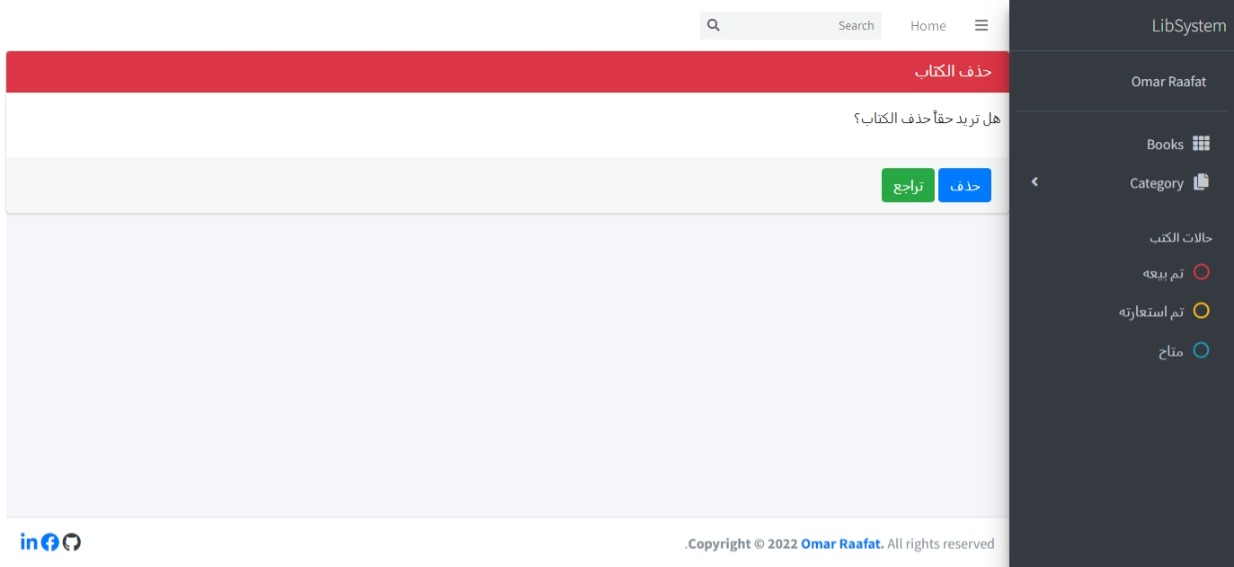 LibSystem
Omar Raafat
Books
Category
حالات الكتب
تم بيعه
تم استعارته
متاح
Home
Search
حذف الكتاب
هل تريد حقاً حذف الكتاب؟
حذف
تراجع
.Copyright © 2022 Omar Raafat. All rights reserved
in